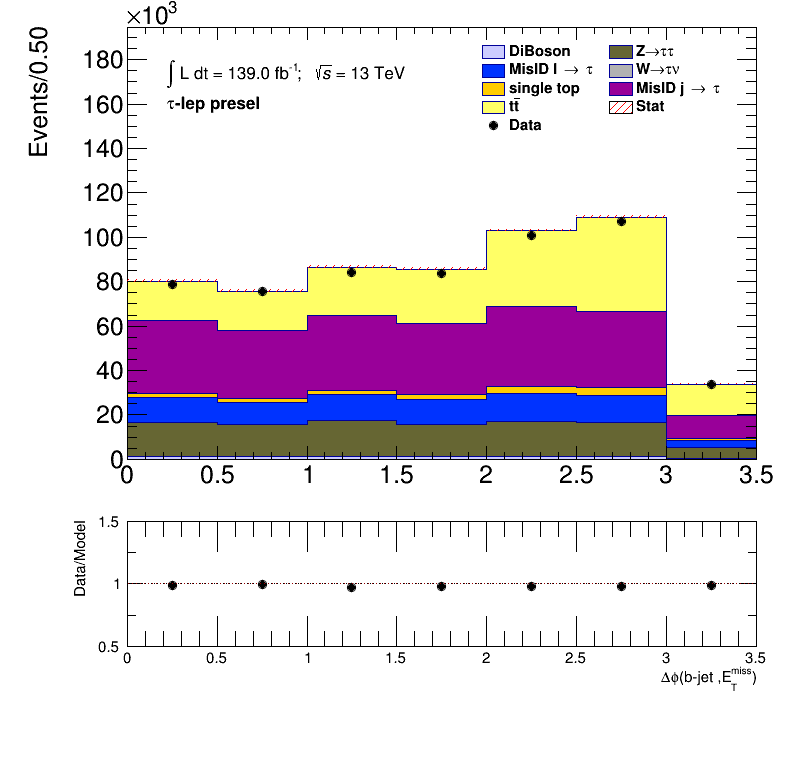 ×10³
Events/0.50
180
160
140
120
100
80
60
40
20
0
∫ L dt = 139.0 fb⁻¹; √s = 13 TeV
τ-lep presel
DiBoson
Z→ττ
MisID l → τ
W→τν
single top
MisID j → τ
tt̄
Stat
Data
0 0.5 1 1.5 2 2.5 3 3.5
Data/Model
1.5
1
0.5
0 0.5 1 1.5 2 2.5 3 3.5
Δϕ(b-jet ,E_T^miss)